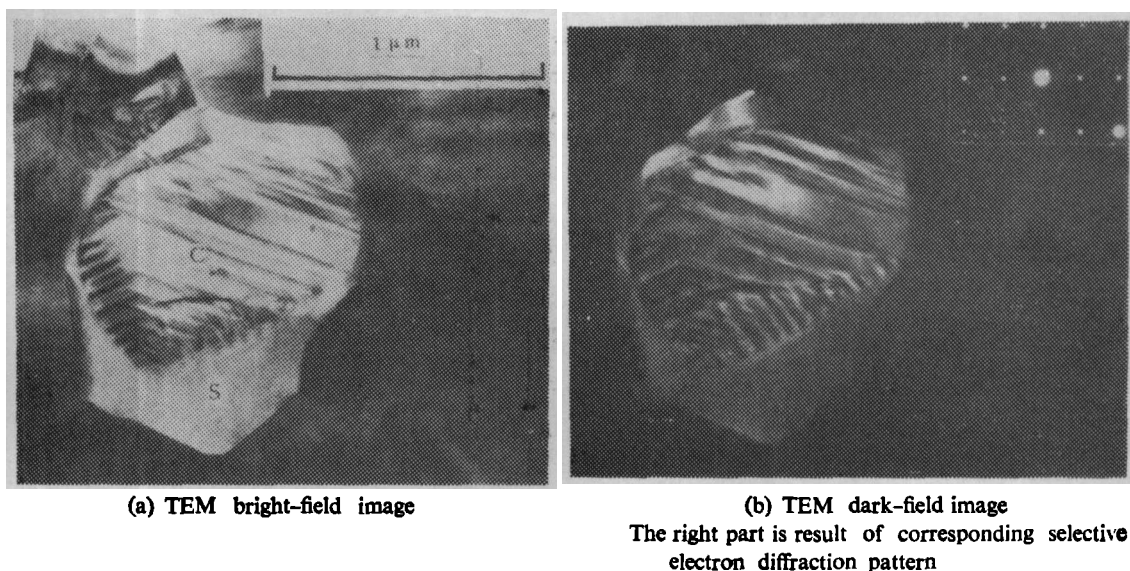 1 μm
C
S
(a) TEM bright-field image
(b) TEM dark-field image
The right part is result of corresponding selective
electron diffraction pattern